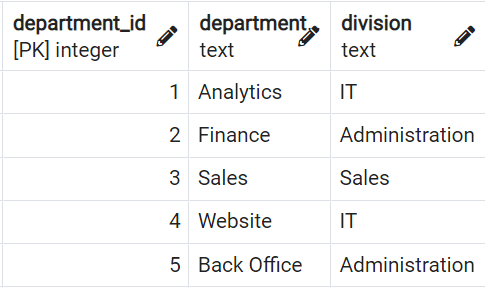 department_id department division
[PK] integer text text
1 Analytics IT
2 Finance Administration
3 Sales Sales
4 Website IT
5 Back Office Administration